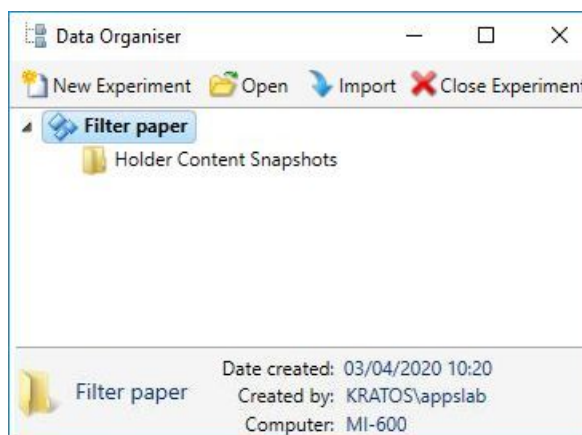 Data Organiser
New Experiment Open Import Close Experiment
Filter paper
Holder Content Snapshots
Filter paper
Date created: 03/04/2020 10:20
Created by: KRATOS\appslab
Computer: MI-600